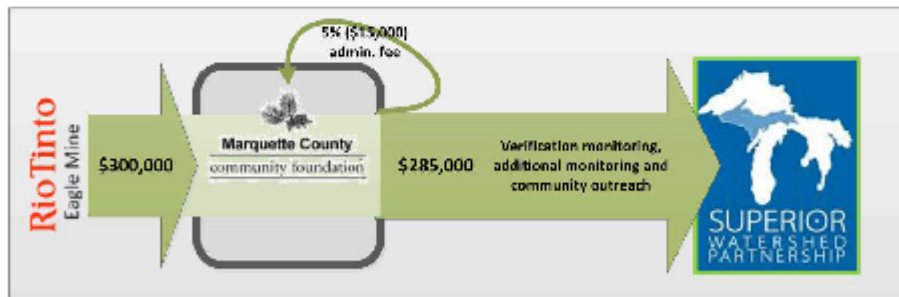 5% ($15,000)
admin. fee
RioTinto
Eagle Mine
$300,000
Marquette County
community foundation
$285,000
Verification monitoring,
additional monitoring and
community outreach
SUPERIOR
WATERSHED
PARTNERSHIP